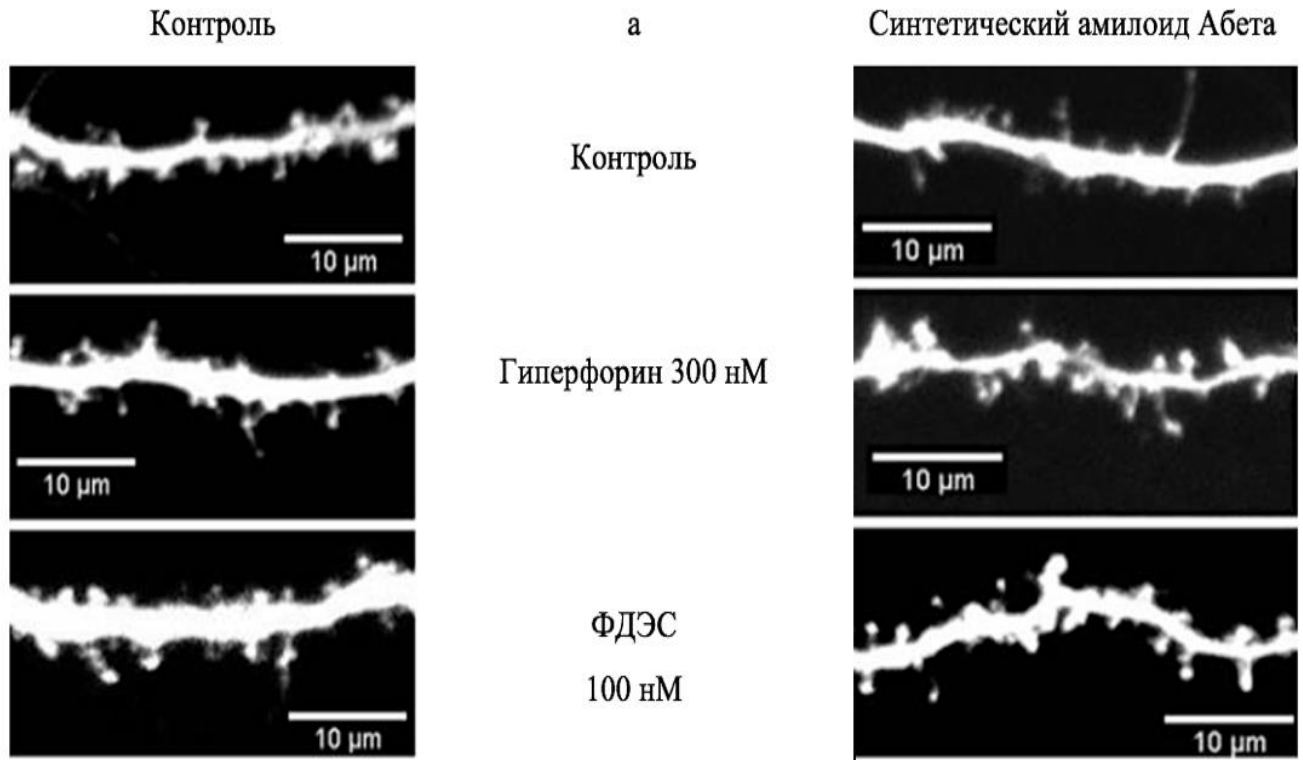 Контроль
а
Синтетический амилоид Абета
Контроль
10 µm
10 µm
Гиперфорин 300 нМ
10 µm
10 µm
ФДЭС
100 нМ
10 µm
10 µm